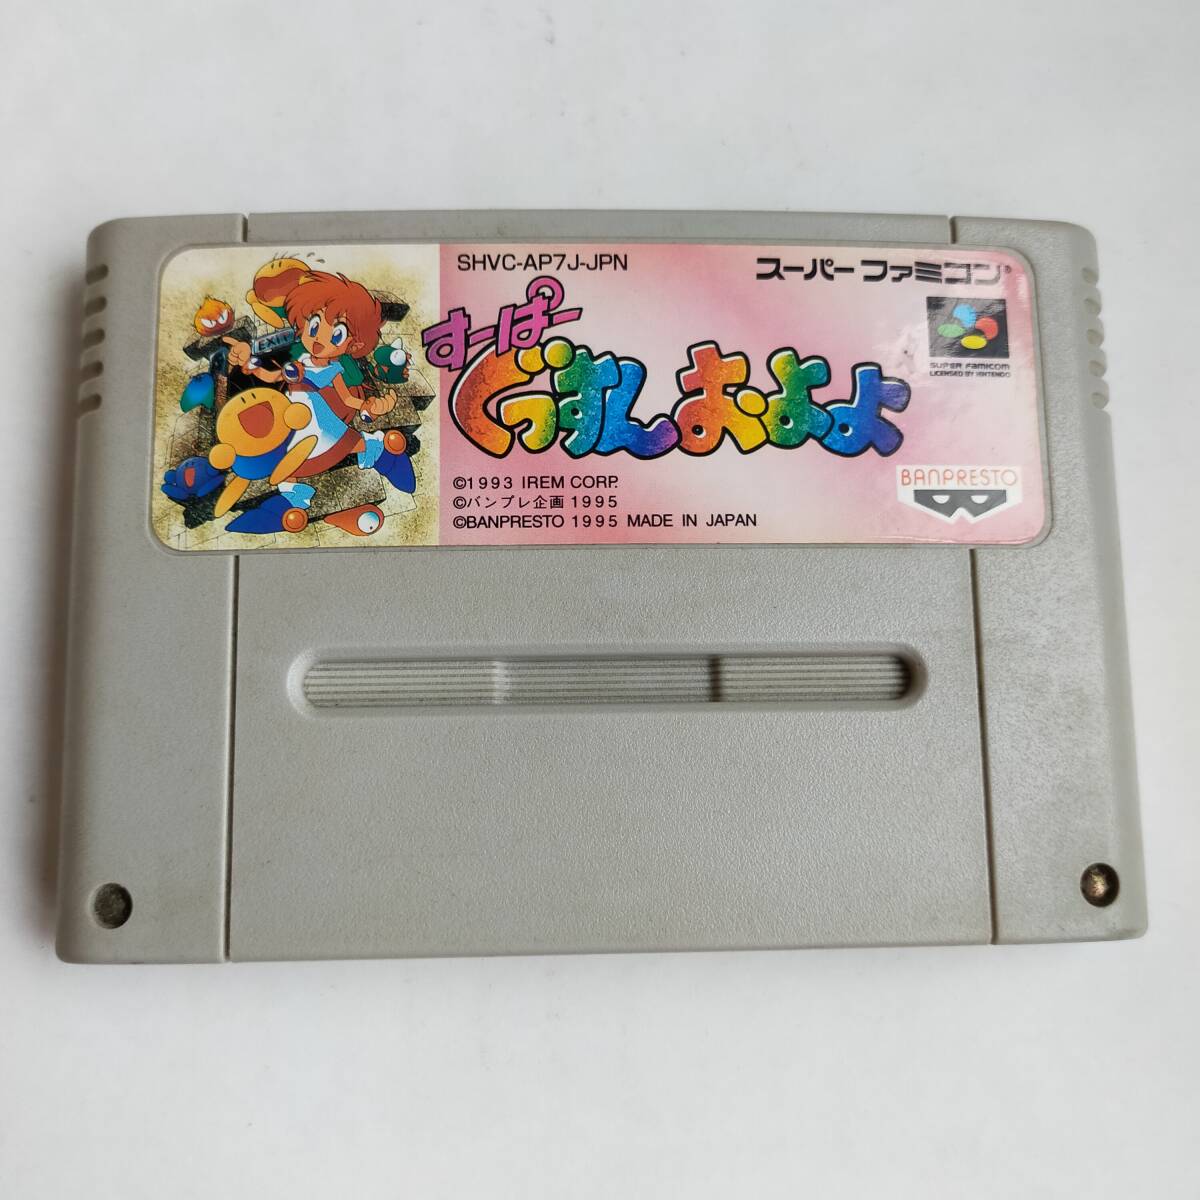 SHVC-AP7J-JPN
スーパーファミコン®
EXIT
すーぱー
ぐっすんおよよ
SUPER FAMICOM
LICENSED BY NINTENDO
©1993 IREM CORP.
©バンプレ企画 1995
©BANPRESTO 1995 MADE IN JAPAN
BANPRESTO